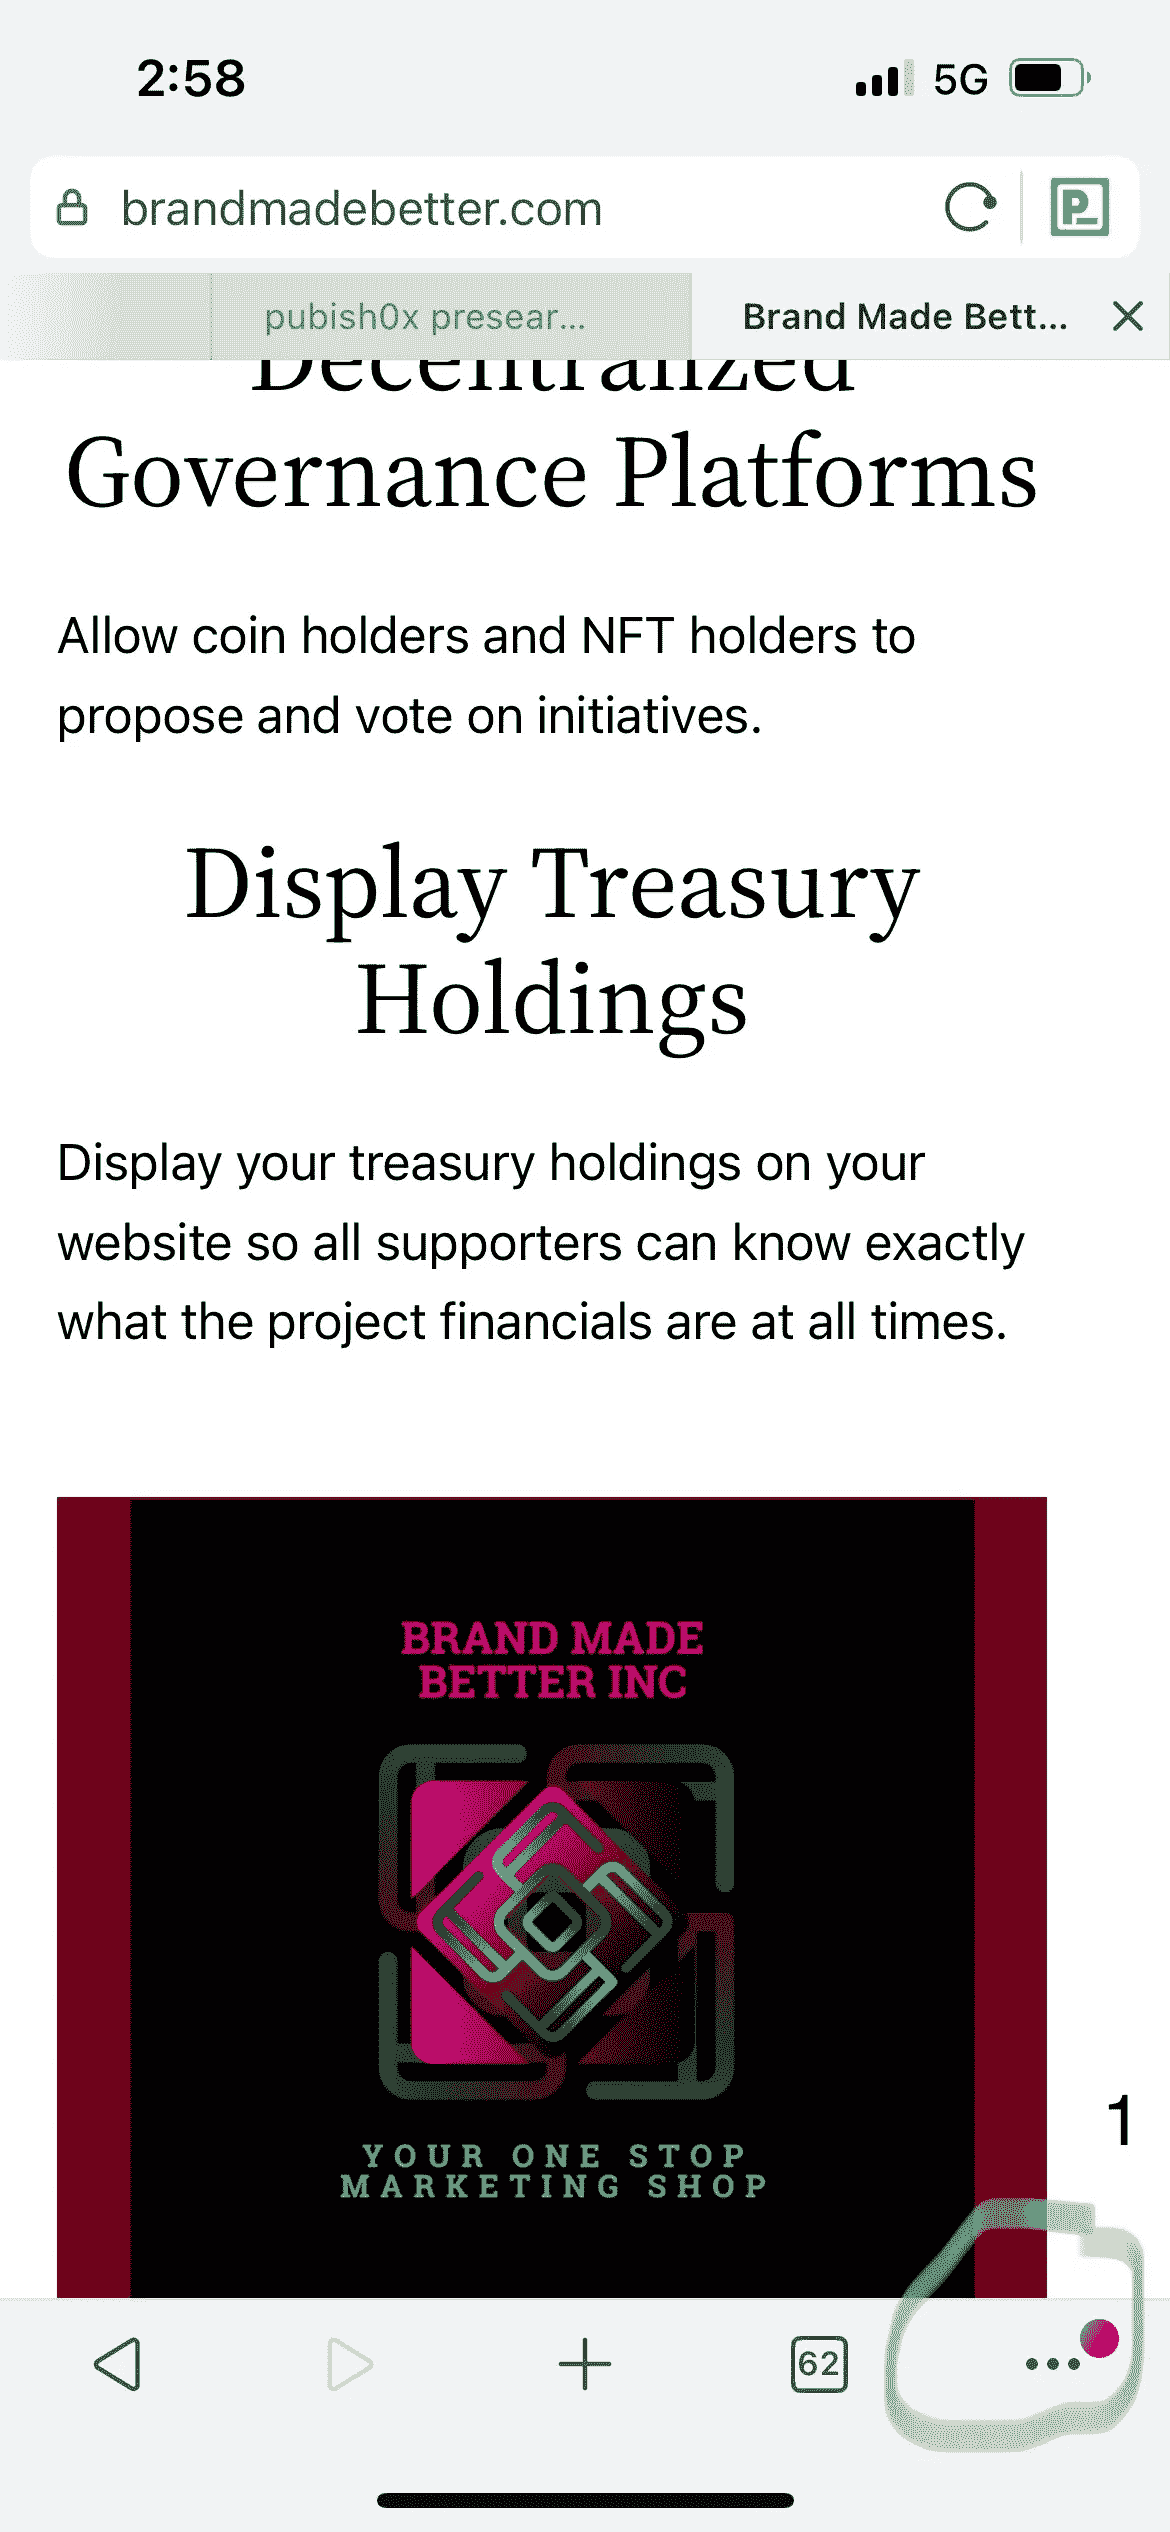 2:58
5G
brandmadebetter.com
P_
pubish0x presear...
Brand Made Bett...
Decentralized
Governance Platforms
Allow coin holders and NFT holders to
propose and vote on initiatives.
Display Treasury
Holdings
Display your treasury holdings on your
website so all supporters can know exactly
what the project financials are at all times.
BRAND MADE
BETTER INC
YOUR ONE STOP
MARKETING SHOP
1
62